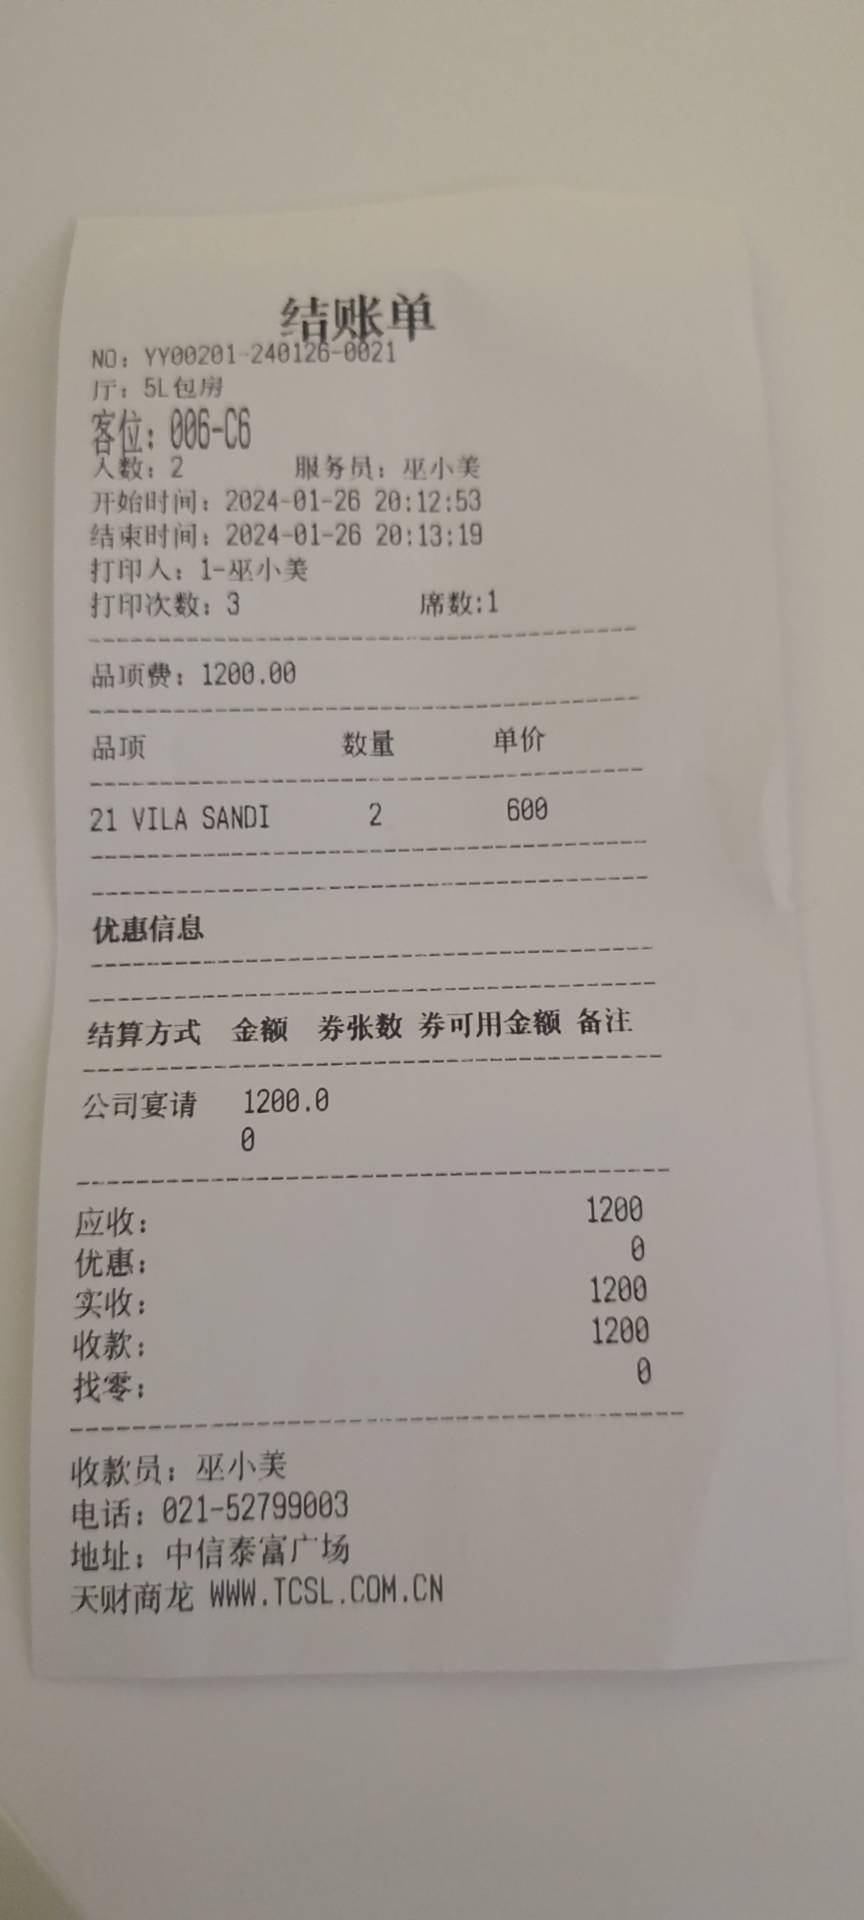 结账单
NO: YY00201-240126-0021
厅: 5L包房
客位: 006-C6
人数: 2 服务员: 巫小美
开始时间: 2024-01-26 20:12:53
结束时间: 2024-01-26 20:13:19
打印人: 1-巫小美
打印次数: 3 席数:1
品项费: 1200.00
品项 数量 单价
21 VILA SANDI 2 600
优惠信息
结算方式 金额 券张数 券可用金额 备注
公司宴请 1200.0
0
应收: 1200
优惠: 0
实收: 1200
收款: 1200
找零: 0
收款员: 巫小美
电话: 021-52799003
地址: 中信泰富广场
天财商龙 WWW.TCSL.COM.CN